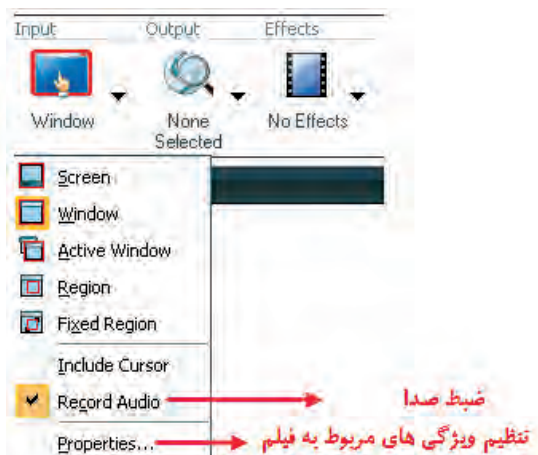 Input Output Effects
Window None Selected No Effects
Screen
Window
Active Window
Region
Fixed Region
Include Cursor
Record Audio ضبط صدا
Properties... تنظیم ویژگی های مربوط به فیلم